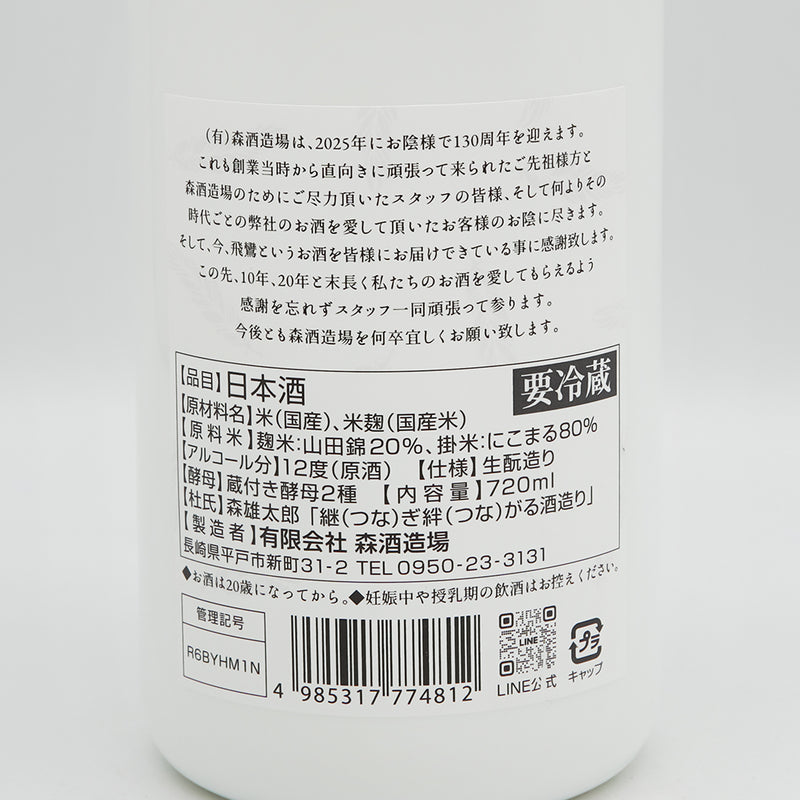 (有)森酒造場は、2025年にお陰様で130周年を迎えます。
これも創業当時から直向きに頑張って来られたご先祖様方と
森酒造場のためにご尽力頂いたスタッフの皆様、そして何よりその
時代ごとの弊社のお酒を愛して頂いたお客様のお陰に尽きます。
そして、今、飛鸞というお酒を皆様にお届けできている事に感謝致します。
この先、10年、20年と末長く私たちのお酒を愛してもらえるよう
感謝を忘れずスタッフ一同頑張って参ります。
今後とも森酒造場を何卒宜しくお願い致します。
【品目】日本酒
要冷蔵
【原材料名】米(国産)、米麹(国産米)
【原料米】麹米:山田錦20%、掛米:にこまる80%
【アルコール分】12度(原酒) 【仕様】生酛造り
【酵母】蔵付き酵母2種 【内容量】720ml
【杜氏】森雄太郎「継(つな)ぎ絆(つな)がる酒造り」
【製造者】有限会社 森酒造場
長崎県平戸市新町31-2 TEL 0950-23-3131
◆お酒は20歳になってから。◆妊娠中や授乳期の飲酒はお控えください。
管理記号
R6BYHM1N
4 985317 774812
LINE
LINE公式
プラ
キャップ